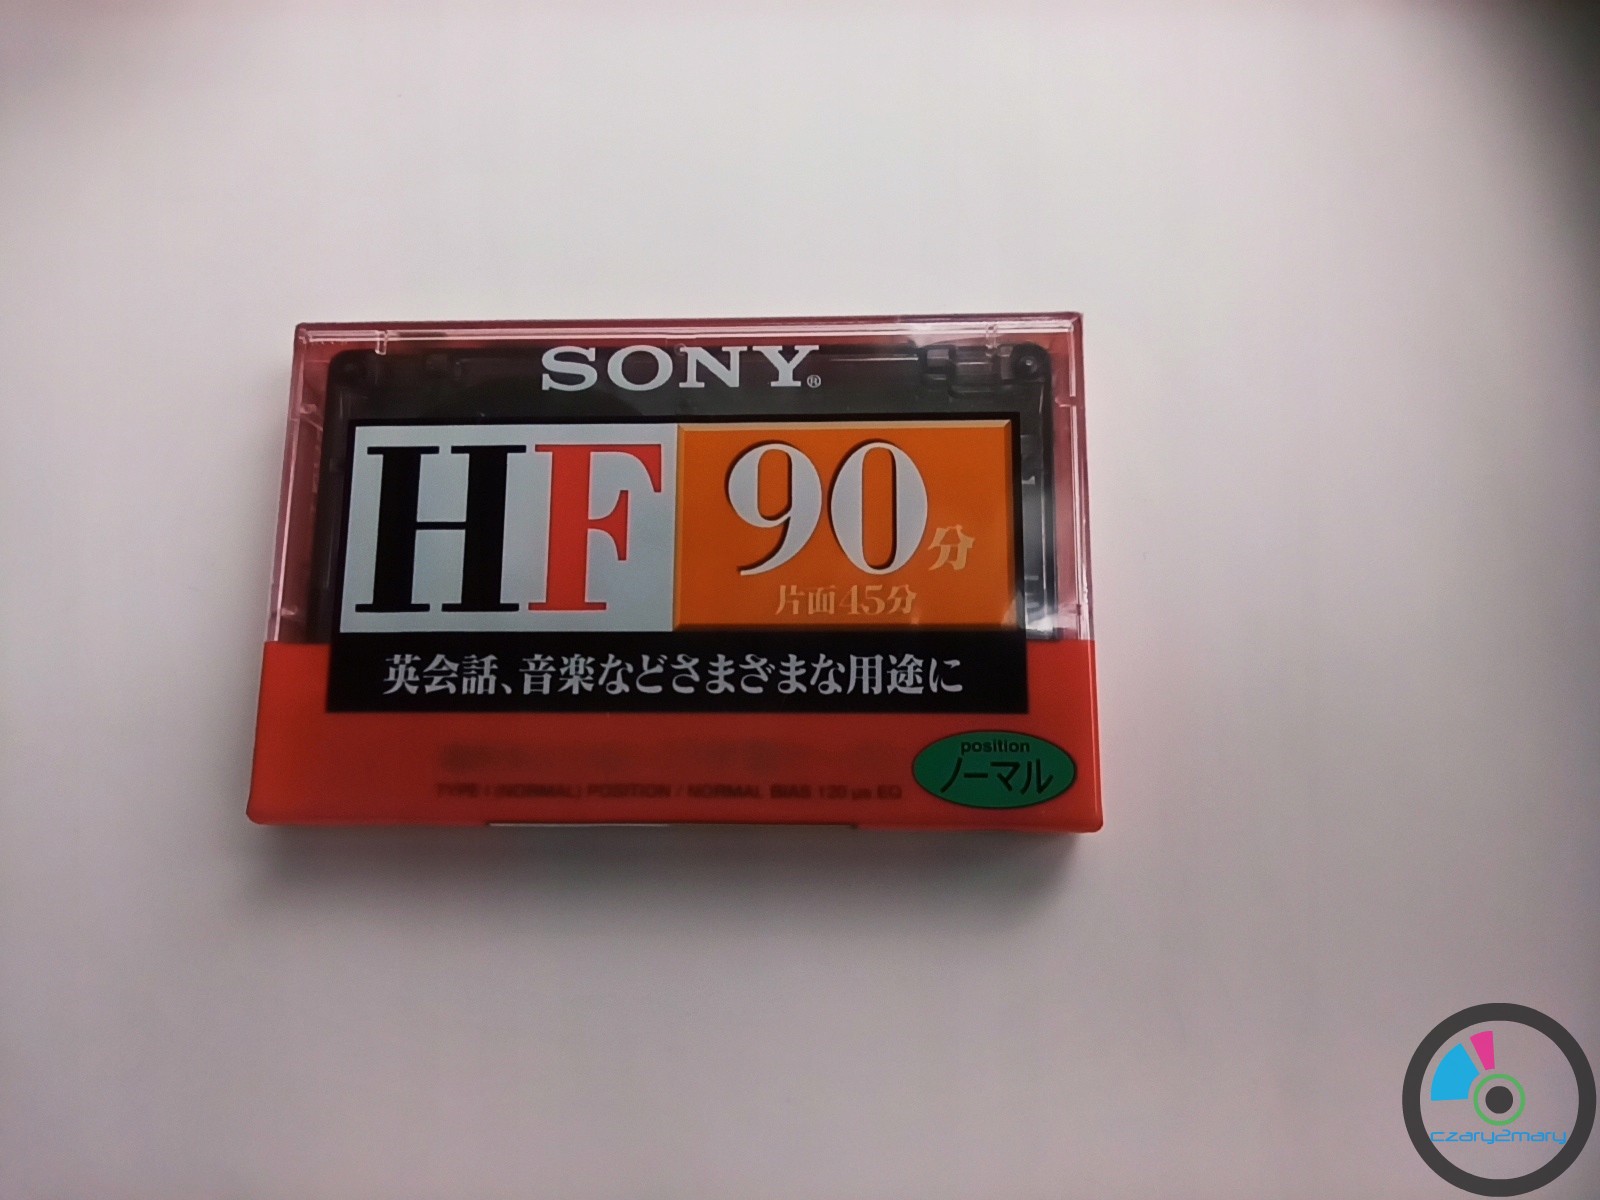 SONY®
HF 90分
片面45分
英会話、音楽などさまざまな用途に
position
ノーマル
TYPE I (NORMAL) POSITION / NORMAL BIAS 120 µs EQ
czary2mary